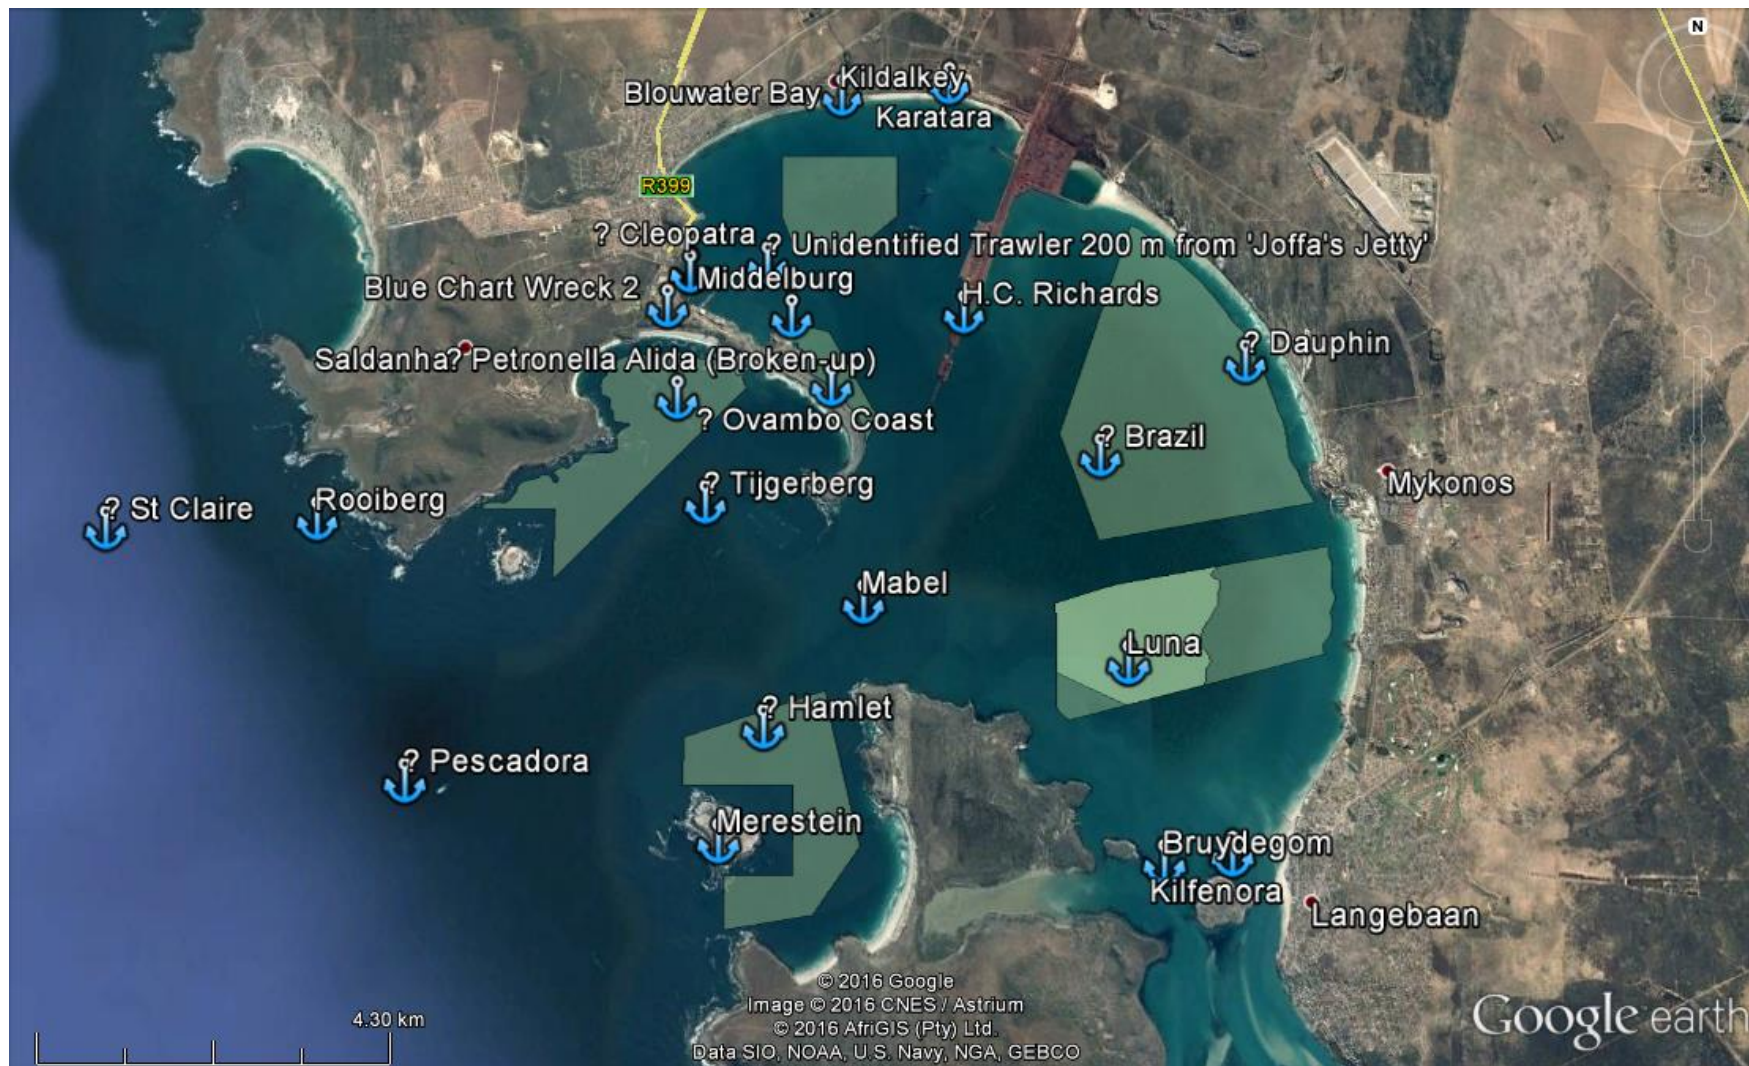 N
Kildalkey
Blouwater Bay
Karatara
R399
? Cleopatra
? Unidentified Trawler 200 m from 'Joffa's Jetty'
Middelburg
Blue Chart Wreck 2
H.C. Richards
? Dauphin
Saldanha
? Petronella Alida (Broken-up)
? Ovambo Coast
? Brazil
Mykonos
? Tijgerberg
Rooiberg
? St Claire
Mabel
Luna
? Hamlet
? Pescadora
Merestein
Bruydegom
Kilfenora
Langebaan
© 2016 Google
Image © 2016 CNES / Astrium
© 2016 AfriGIS (Pty) Ltd.
Data SIO, NOAA, U.S. Navy, NGA, GEBCO
4.30 km
Google earth